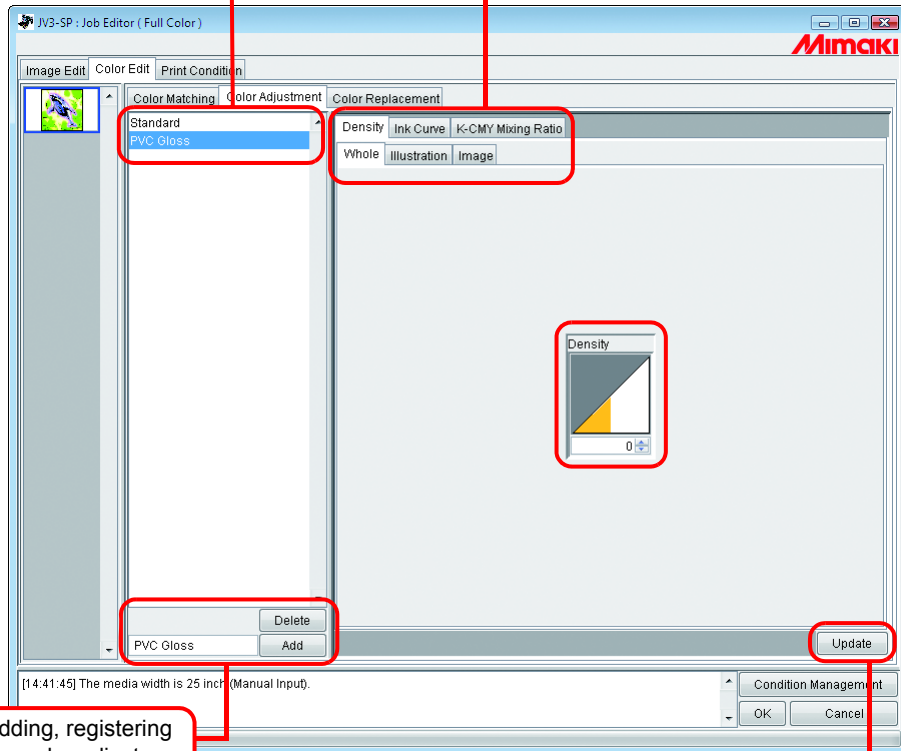 JV3-SP : Job Editor ( Full Color )
Mimaki
Image Edit Color Edit Print Condition
Color Matching Color Adjustment Color Replacement
Standard
PVC Gloss
Density Ink Curve K-CMY Mixing Ratio
Whole Illustration Image
Density
0
Delete
PVC Gloss Add
Update
[14:41:45] The media width is 25 inch (Manual Input).
Condition Management
OK Cancel
registering